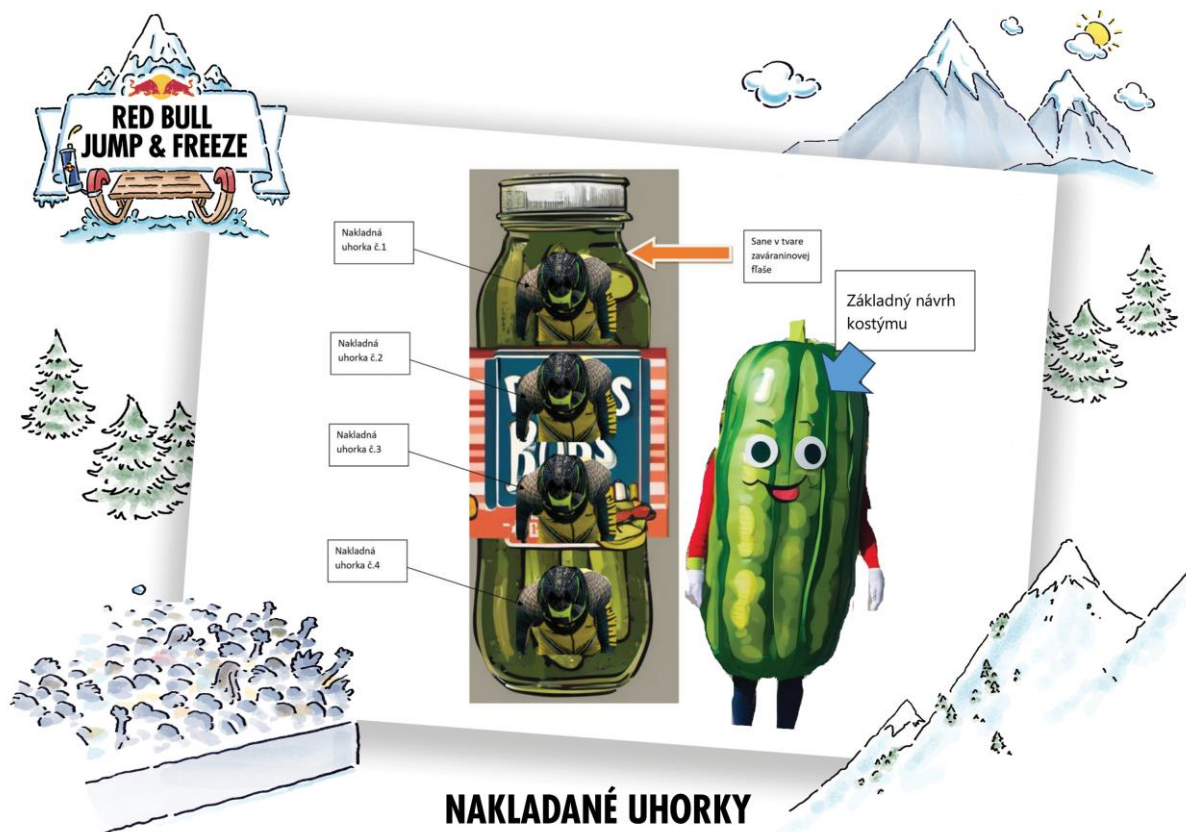 RED BULL
JUMP & FREEZE
Nakladná
uhorka č.1
Sane v tvare
zaváraninovej
fľaše
Základný návrh
kostýmu
Nakladná
uhorka č.2
Nakladná
uhorka č.3
BOBS
Nakladná
uhorka č.4
NAKLADANÉ UHORKY